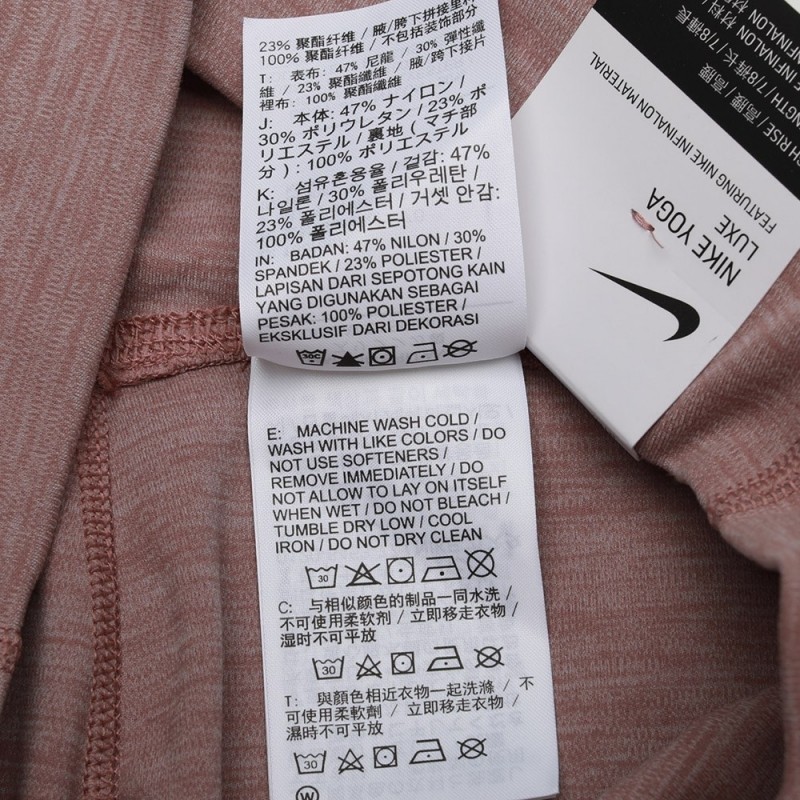 23% 聚酯纤维 / 腋/胯下拼接里料
100% 聚酯纤维 / 不包括装饰部分
T: 表布: 47% 尼龍 / 30% 彈性纖
維 / 23% 聚酯纖維 / 腋/胯下接片
裡布: 100% 聚酯纖維
J: 本体: 47% ナイロン /
30% ポリウレタン / 23% ポ
リエステル / 裏地 ( マチ部
分 ) : 100% ポリエステル
K: 섬유혼용율 / 겉감: 47%
나일론 / 30% 폴리우레탄 /
23% 폴리에스터 / 거셋 안감:
100% 폴리에스터
IN: BADAN: 47% NILON / 30%
SPANDEK / 23% POLIESTER /
LAPISAN DARI SEPOTONG KAIN
YANG DIGUNAKAN SEBAGAI
PESAK: 100% POLIESTER /
EKSKLUSIF DARI DEKORASI
30C
E: MACHINE WASH COLD /
WASH WITH LIKE COLORS / DO
NOT USE SOFTENERS /
REMOVE IMMEDIATELY / DO
NOT ALLOW TO LAY ON ITSELF
WHEN WET / DO NOT BLEACH /
TUMBLE DRY LOW / COOL
IRON / DO NOT DRY CLEAN
30
C: 与相似颜色的制品一同水洗 /
不可使用柔软剂 / 立即移走衣物 /
湿时不可平放
30
T: 與顏色相近衣物一起洗滌 / 不
可使用柔軟劑 / 立即移走衣物 /
濕時不可平放
30
W
NIKE YOGA
LUXE
FEATURING NIKE INFINALON MATERIAL